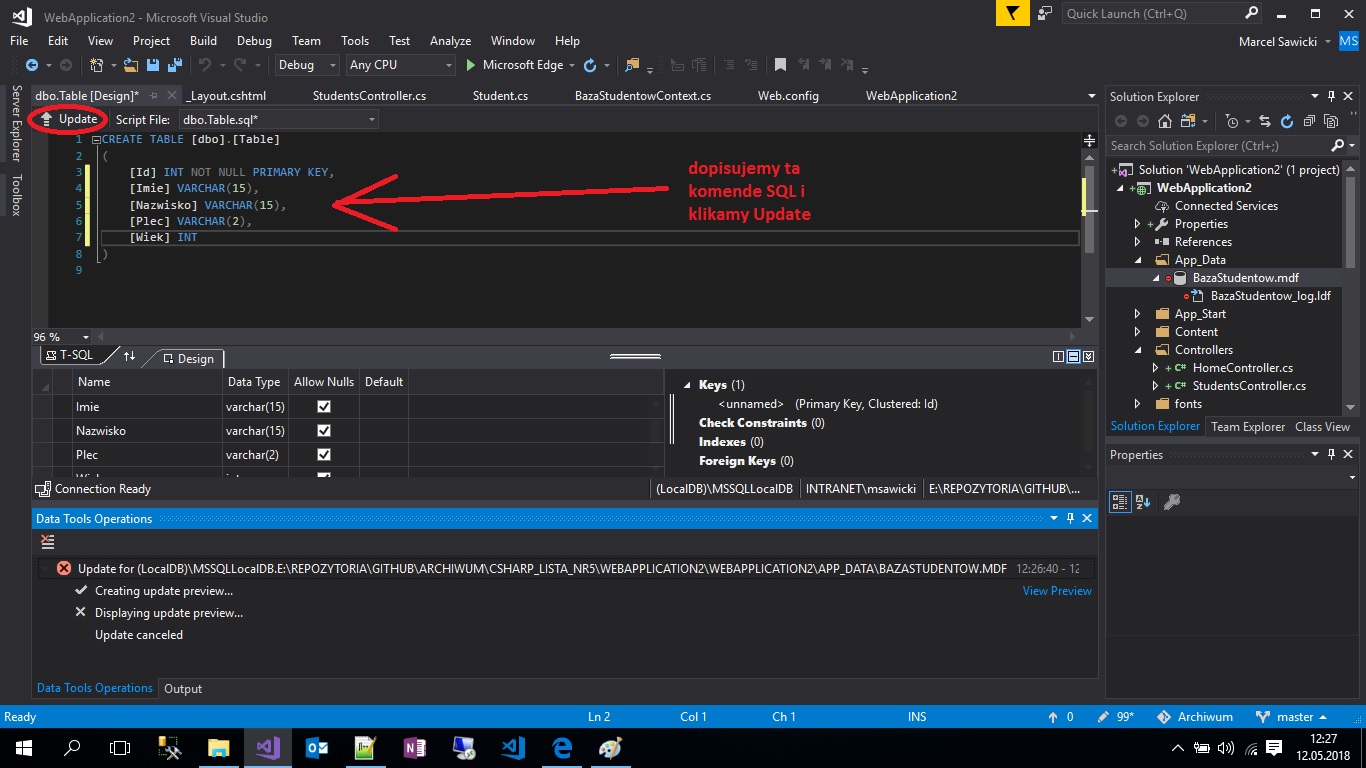 WebApplication2 - Microsoft Visual Studio
Quick Launch (Ctrl+Q)
File Edit View Project Build Debug Team Tools Test Analyze Window Help
Marcel Sawicki MS
Debug Any CPU Microsoft Edge
Server Explorer
Toolbox
dbo.Table [Design]* _Layout.cshtml StudentsController.cs Student.cs BazaStudentowContext.cs Web.config WebApplication2
Update Script File: dbo.Table.sql*
1 CREATE TABLE [dbo].[Table]
2 (
3 [Id] INT NOT NULL PRIMARY KEY,
4 [Imie] VARCHAR(15),
5 [Nazwisko] VARCHAR(15),
6 [Plec] VARCHAR(2),
7 [Wiek] INT
8 )
9
dopisujemy ta
komende SQL i
klikamy Update
96 %
T-SQL Design
Name Data Type Allow Nulls Default
Imie varchar(15)
Nazwisko varchar(15)
Plec varchar(2)
Keys (1)
<unnamed> (Primary Key, Clustered: Id)
Check Constraints (0)
Indexes (0)
Foreign Keys (0)
Connection Ready (LocalDB)\MSSQLLocalDB INTRANET\msawicki E:\REPOZYTORIA\GITHUB\...
Data Tools Operations
Update for (LocalDB)\MSSQLLocalDB.E:\REPOZYTORIA\GITHUB\ARCHIWUM\CSHARP_LISTA_NR5\WEBAPPLICATION2\WEBAPPLICATION2\APP_DATA\BAZASTUDENTOW.MDF 12:26:40 - 12
Creating update preview... View Preview
Displaying update preview...
Update canceled
Data Tools Operations Output
Solution Explorer
Search Solution Explorer (Ctrl+;)
Solution 'WebApplication2' (1 project)
WebApplication2
Connected Services
Properties
References
App_Data
BazaStudentow.mdf
BazaStudentow_log.ldf
App_Start
Content
Controllers
HomeController.cs
StudentsController.cs
fonts
Solution Explorer Team Explorer Class View
Properties
Ready Ln 2 Col 1 Ch 1 INS 0 99* Archiwum master
12:27
12.05.2018